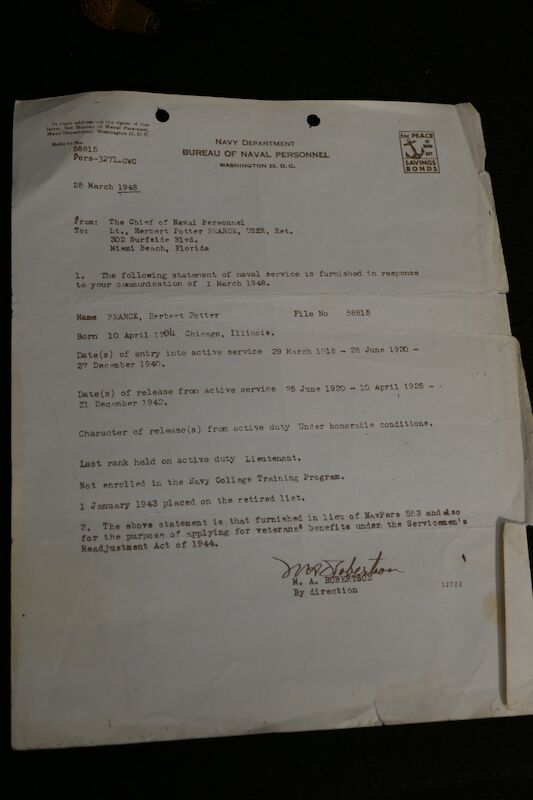 In reply address not the signer of this
letter, but Bureau of Naval Personnel,
Navy Department, Washington 25, D. C.
Refer to No.
58815
Pers-3271-CWC
NAVY DEPARTMENT
BUREAU OF NAVAL PERSONNEL
WASHINGTON 25, D. C.
for PEACE
SAVINGS
BONDS
25 March 1948
From: The Chief of Naval Personnel
To: Lt., Herbert Potter PEARCE, USNR, Ret.
302 Surfside Blvd.
Miami Beach, Florida
1. The following statement of naval service is furnished in response
to your communication of 1 March 1948.
Name PEARCE, Herbert Potter File No 58815
Born 10 April 1904, Chicago, Illinois.
Date(s) of entry into active service 29 March 1918 - 28 June 1920 -
27 December 1940.
Date(s) of release from active service 25 June 1920 - 10 April 1925 -
21 December 1942.
Character of release(s) from active duty Under honorable conditions.
Last rank held on active duty Lieutenant.
Not enrolled in the Navy College Training Program.
1 January 1943 placed on the retired list.
2. The above statement is that furnished in lieu of NavPers 553 and also
for the purpose of applying for veterans' benefits under the Servicemen's
Readjustment Act of 1944.
M. A. Robertson
M. A. ROBERTSON
By direction
12722